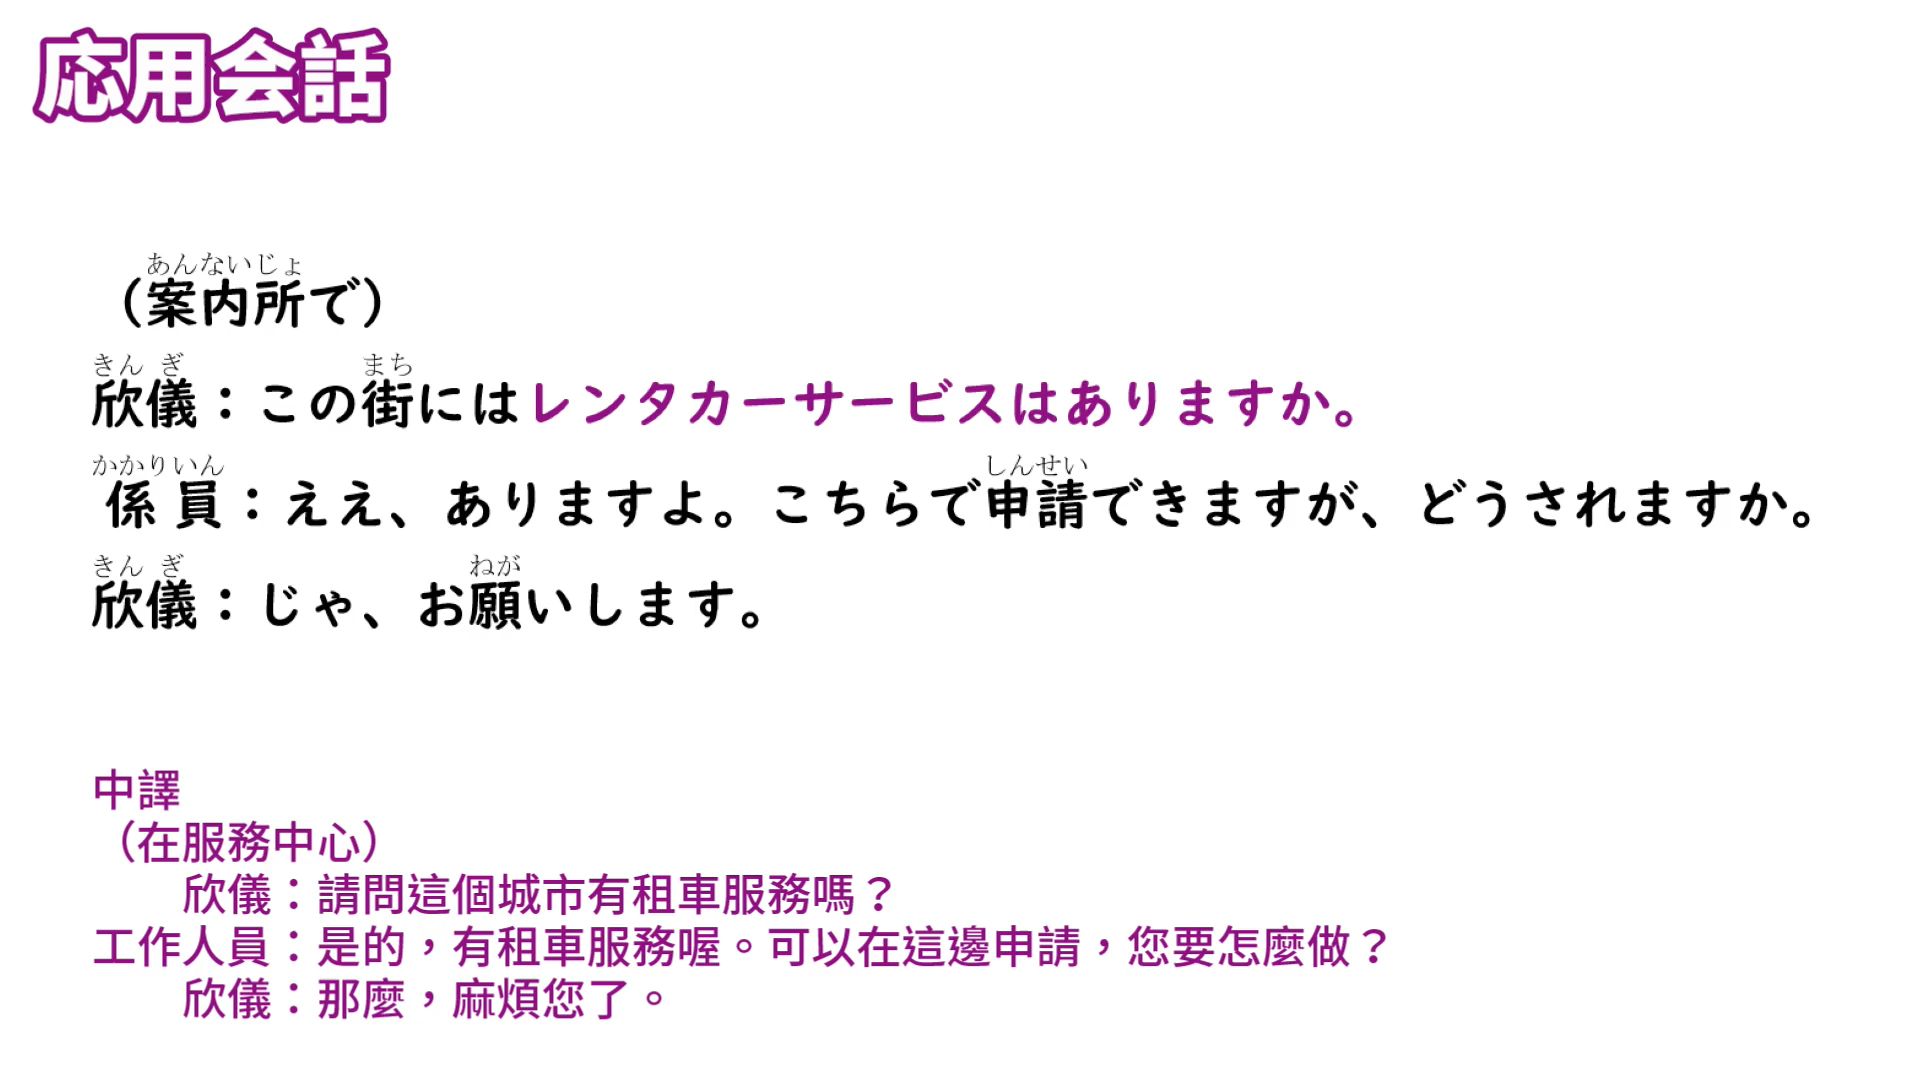 応用会話
あんないじょ
（案内所で）
きん ぎ まち
欣儀：この街にはレンタカーサービスはありますか。
かかりいん しんせい
係員：ええ、ありますよ。こちらで申請できますが、どうされますか。
きん ぎ ねが
欣儀：じゃ、お願いします。
中譯
（在服務中心）
欣儀：請問這個城市有租車服務嗎？
工作人員：是的，有租車服務喔。可以在這邊申請，您要怎麼做？
欣儀：那麼，麻煩您了。